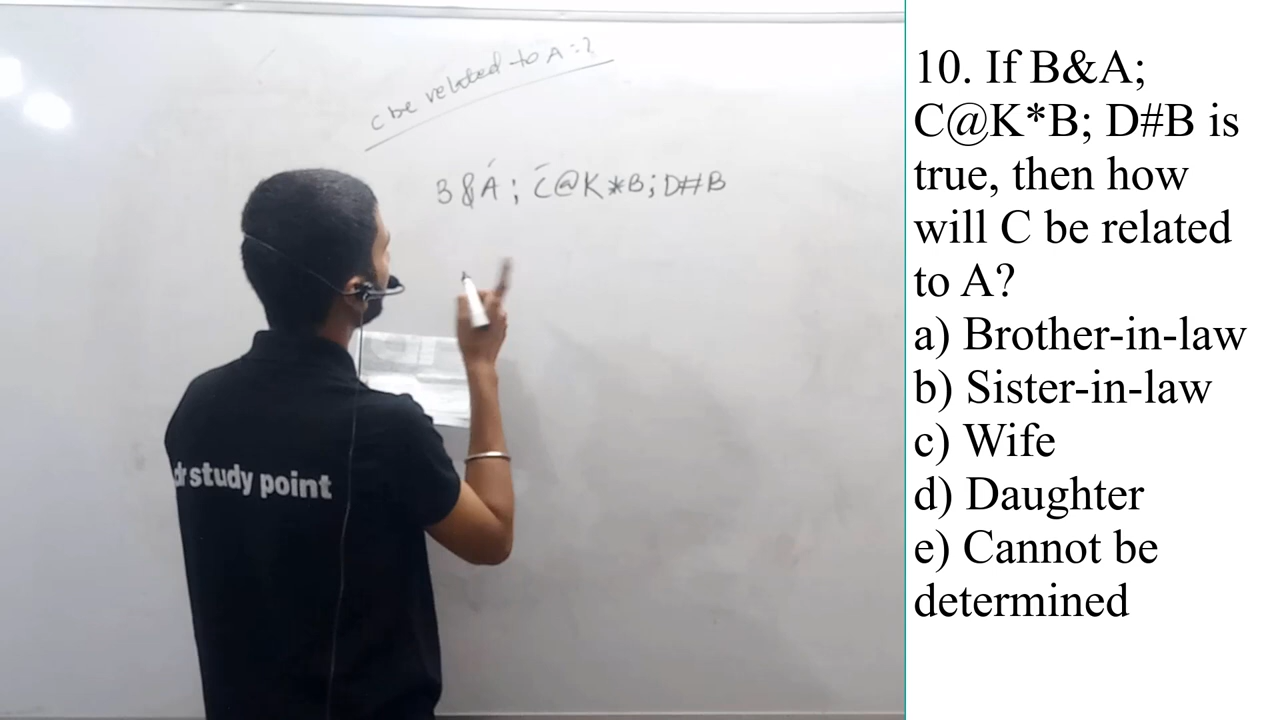 C be related to A = ?
B & A ; C @ K * B ; D # B
dr study point
10. If B&A;
C@K*B; D#B is
true, then how
will C be related
to A?
a) Brother-in-law
b) Sister-in-law
c) Wife
d) Daughter
e) Cannot be
determined